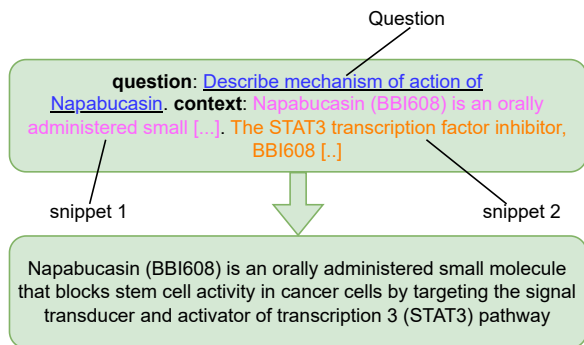 Question
question: Describe mechanism of action of
Napabucasin. context: Napabucasin (BBI608) is an orally
administered small [...]. The STAT3 transcription factor inhibitor,
BBI608 [..]
snippet 1
snippet 2
Napabucasin (BBI608) is an orally administered small molecule
that blocks stem cell activity in cancer cells by targeting the signal
transducer and activator of transcription 3 (STAT3) pathway